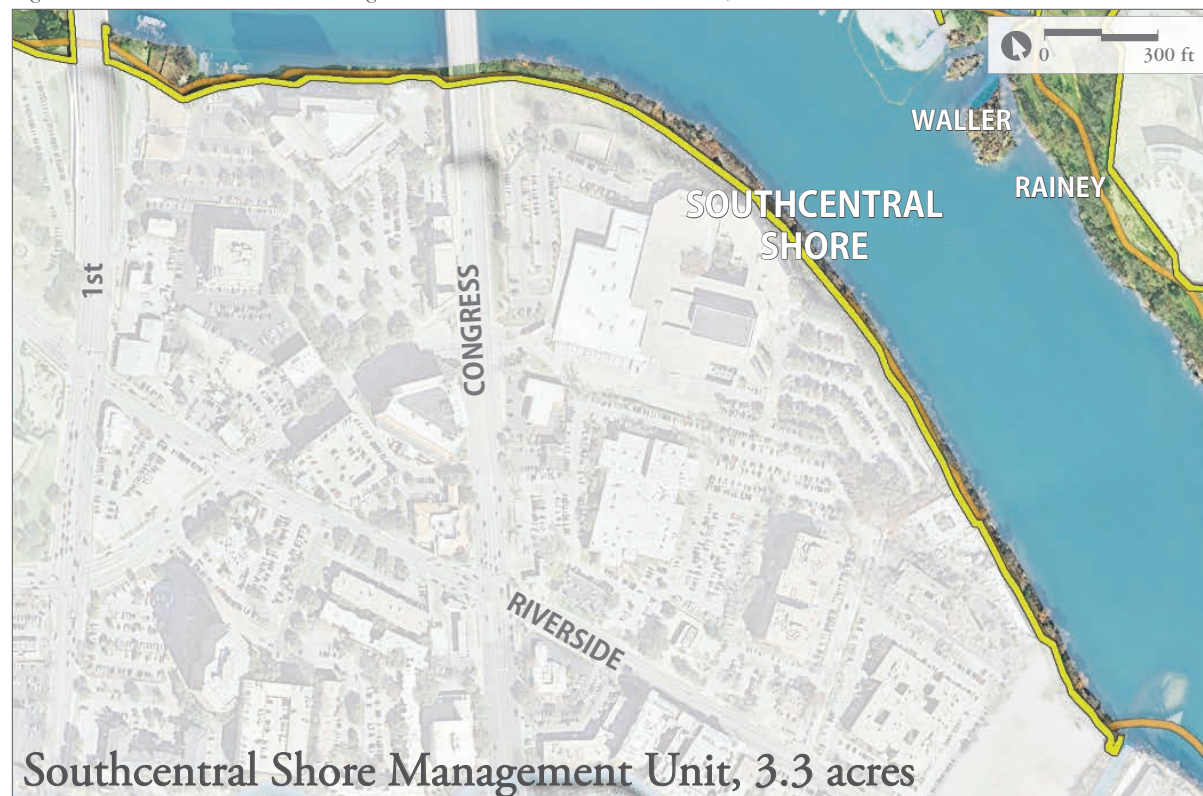 0 300 ft
WALLER
RAINEY
SOUTHCENTRAL
SHORE
1st
CONGRESS
RIVERSIDE
Southcentral Shore Management Unit, 3.3 acres